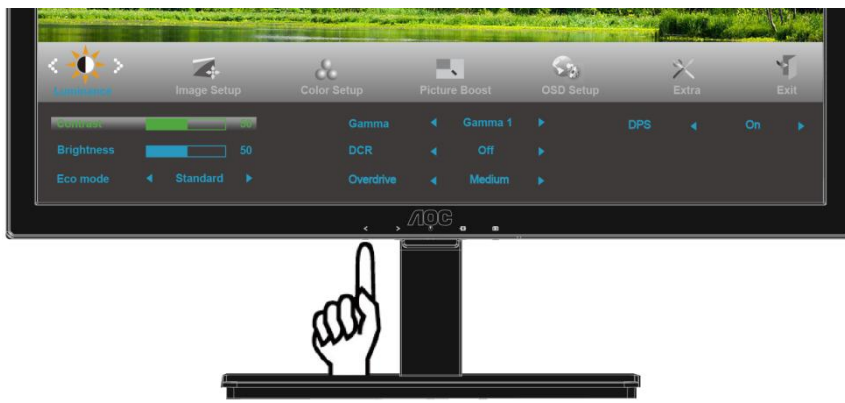 Luminance Image Setup Color Setup Picture Boost OSD Setup Extra Exit
Contrast 50 Gamma Gamma 1 DPS On
Brightness 50 DCR Off
Eco mode Standard Overdrive Medium
AOC